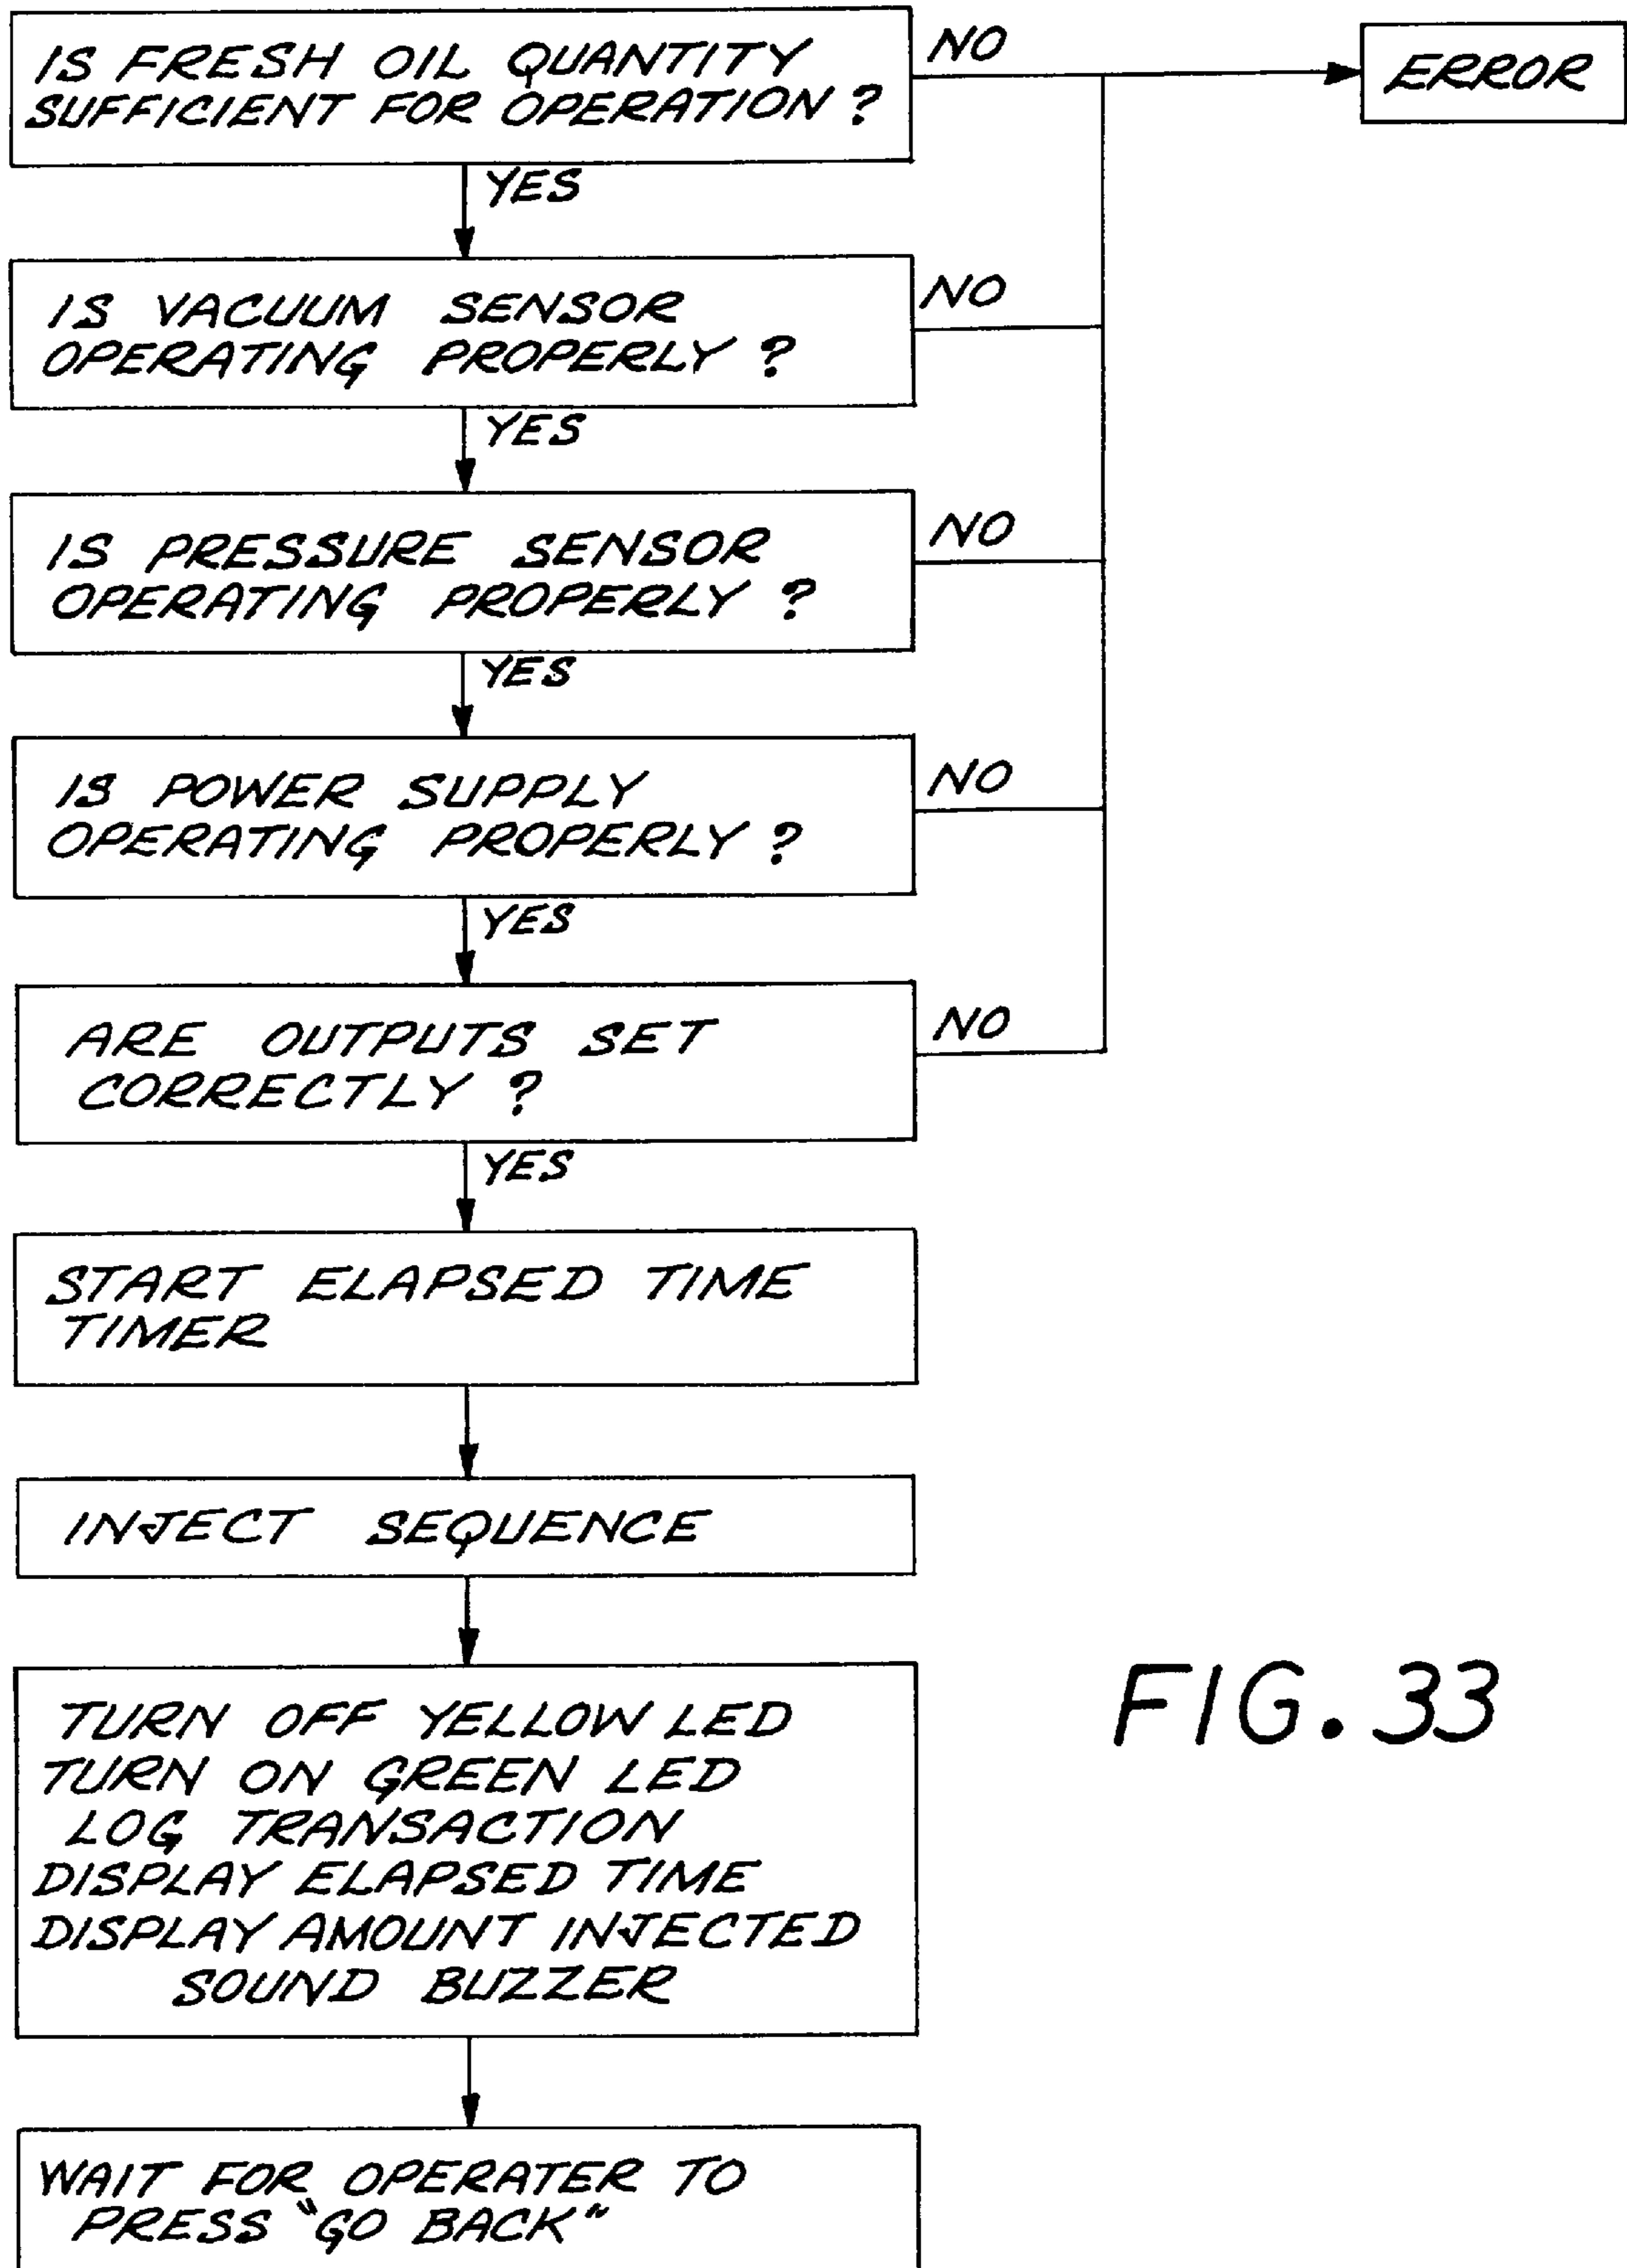 IS FRESH OIL QUANTITY
SUFFICIENT FOR OPERATION ?
NO
ERROR
YES
IS VACUUM SENSOR
OPERATING PROPERLY ?
NO
YES
IS PRESSURE SENSOR
OPERATING PROPERLY ?
NO
YES
IS POWER SUPPLY
OPERATING PROPERLY ?
NO
YES
ARE OUTPUTS SET
CORRECTLY ?
NO
YES
START ELAPSED TIME
TIMER
INJECT SEQUENCE
TURN OFF YELLOW LED
TURN ON GREEN LED
LOG TRANSACTION
DISPLAY ELAPSED TIME
DISPLAY AMOUNT INJECTED
SOUND BUZZER
FIG. 33
WAIT FOR OPERATER TO
PRESS "GO BACK"